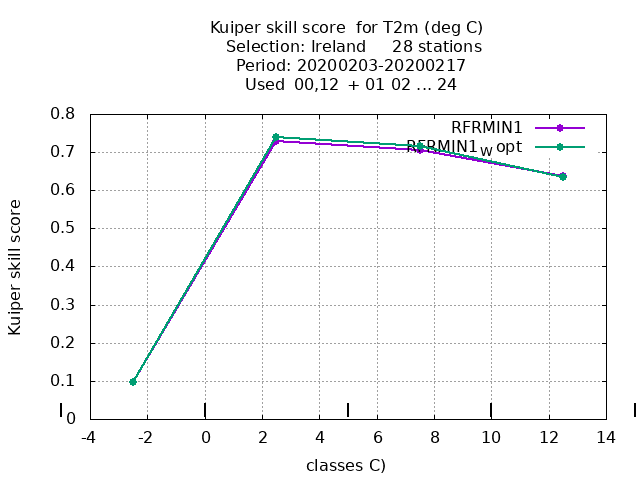 Kuiper skill score for T2m (deg C)
Selection: Ireland 28 stations
Period: 20200203-20200217
Used 00,12 + 01 02 ... 24
RFRMIN1
RFRMIN1W opt
Kuiper skill score
0.8
0.7
0.6
0.5
0.4
0.3
0.2
0.1
0
-4 -2 0 2 4 6 8 10 12 14
classes C)